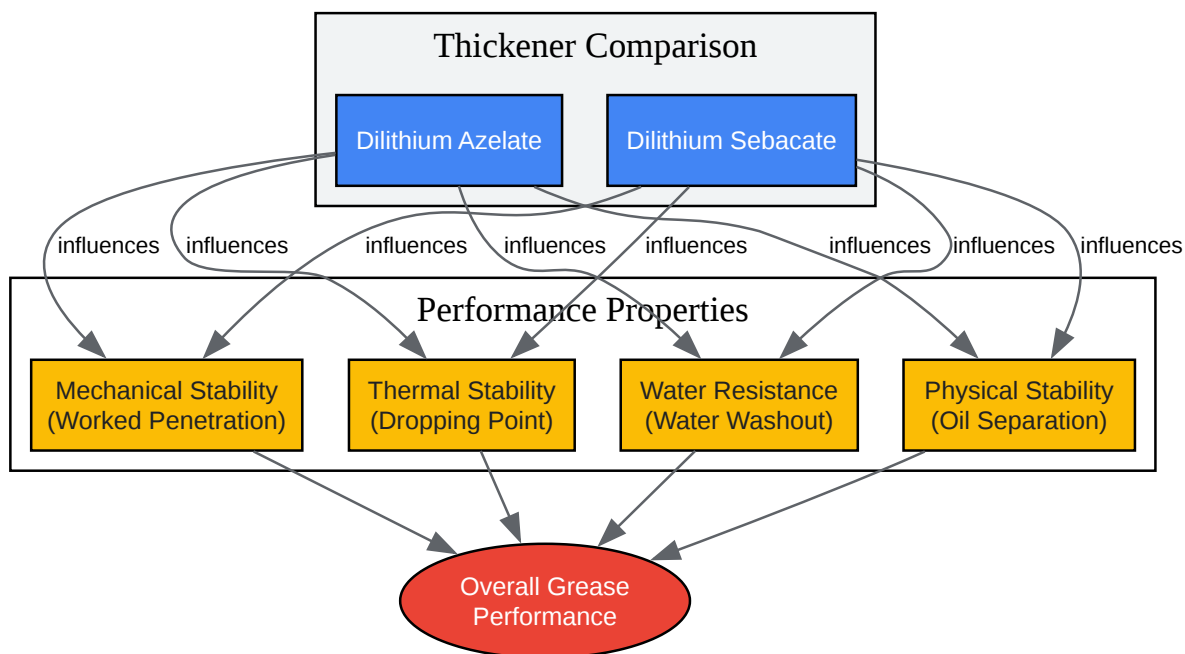 Thickener Comparison
Dilithium Azelate
Dilithium Sebacate
influences
influences
influences
influences
influences
influences
influences
influences
Performance Properties
Mechanical Stability
(Worked Penetration)
Thermal Stability
(Dropping Point)
Water Resistance
(Water Washout)
Physical Stability
(Oil Separation)
Overall Grease
Performance